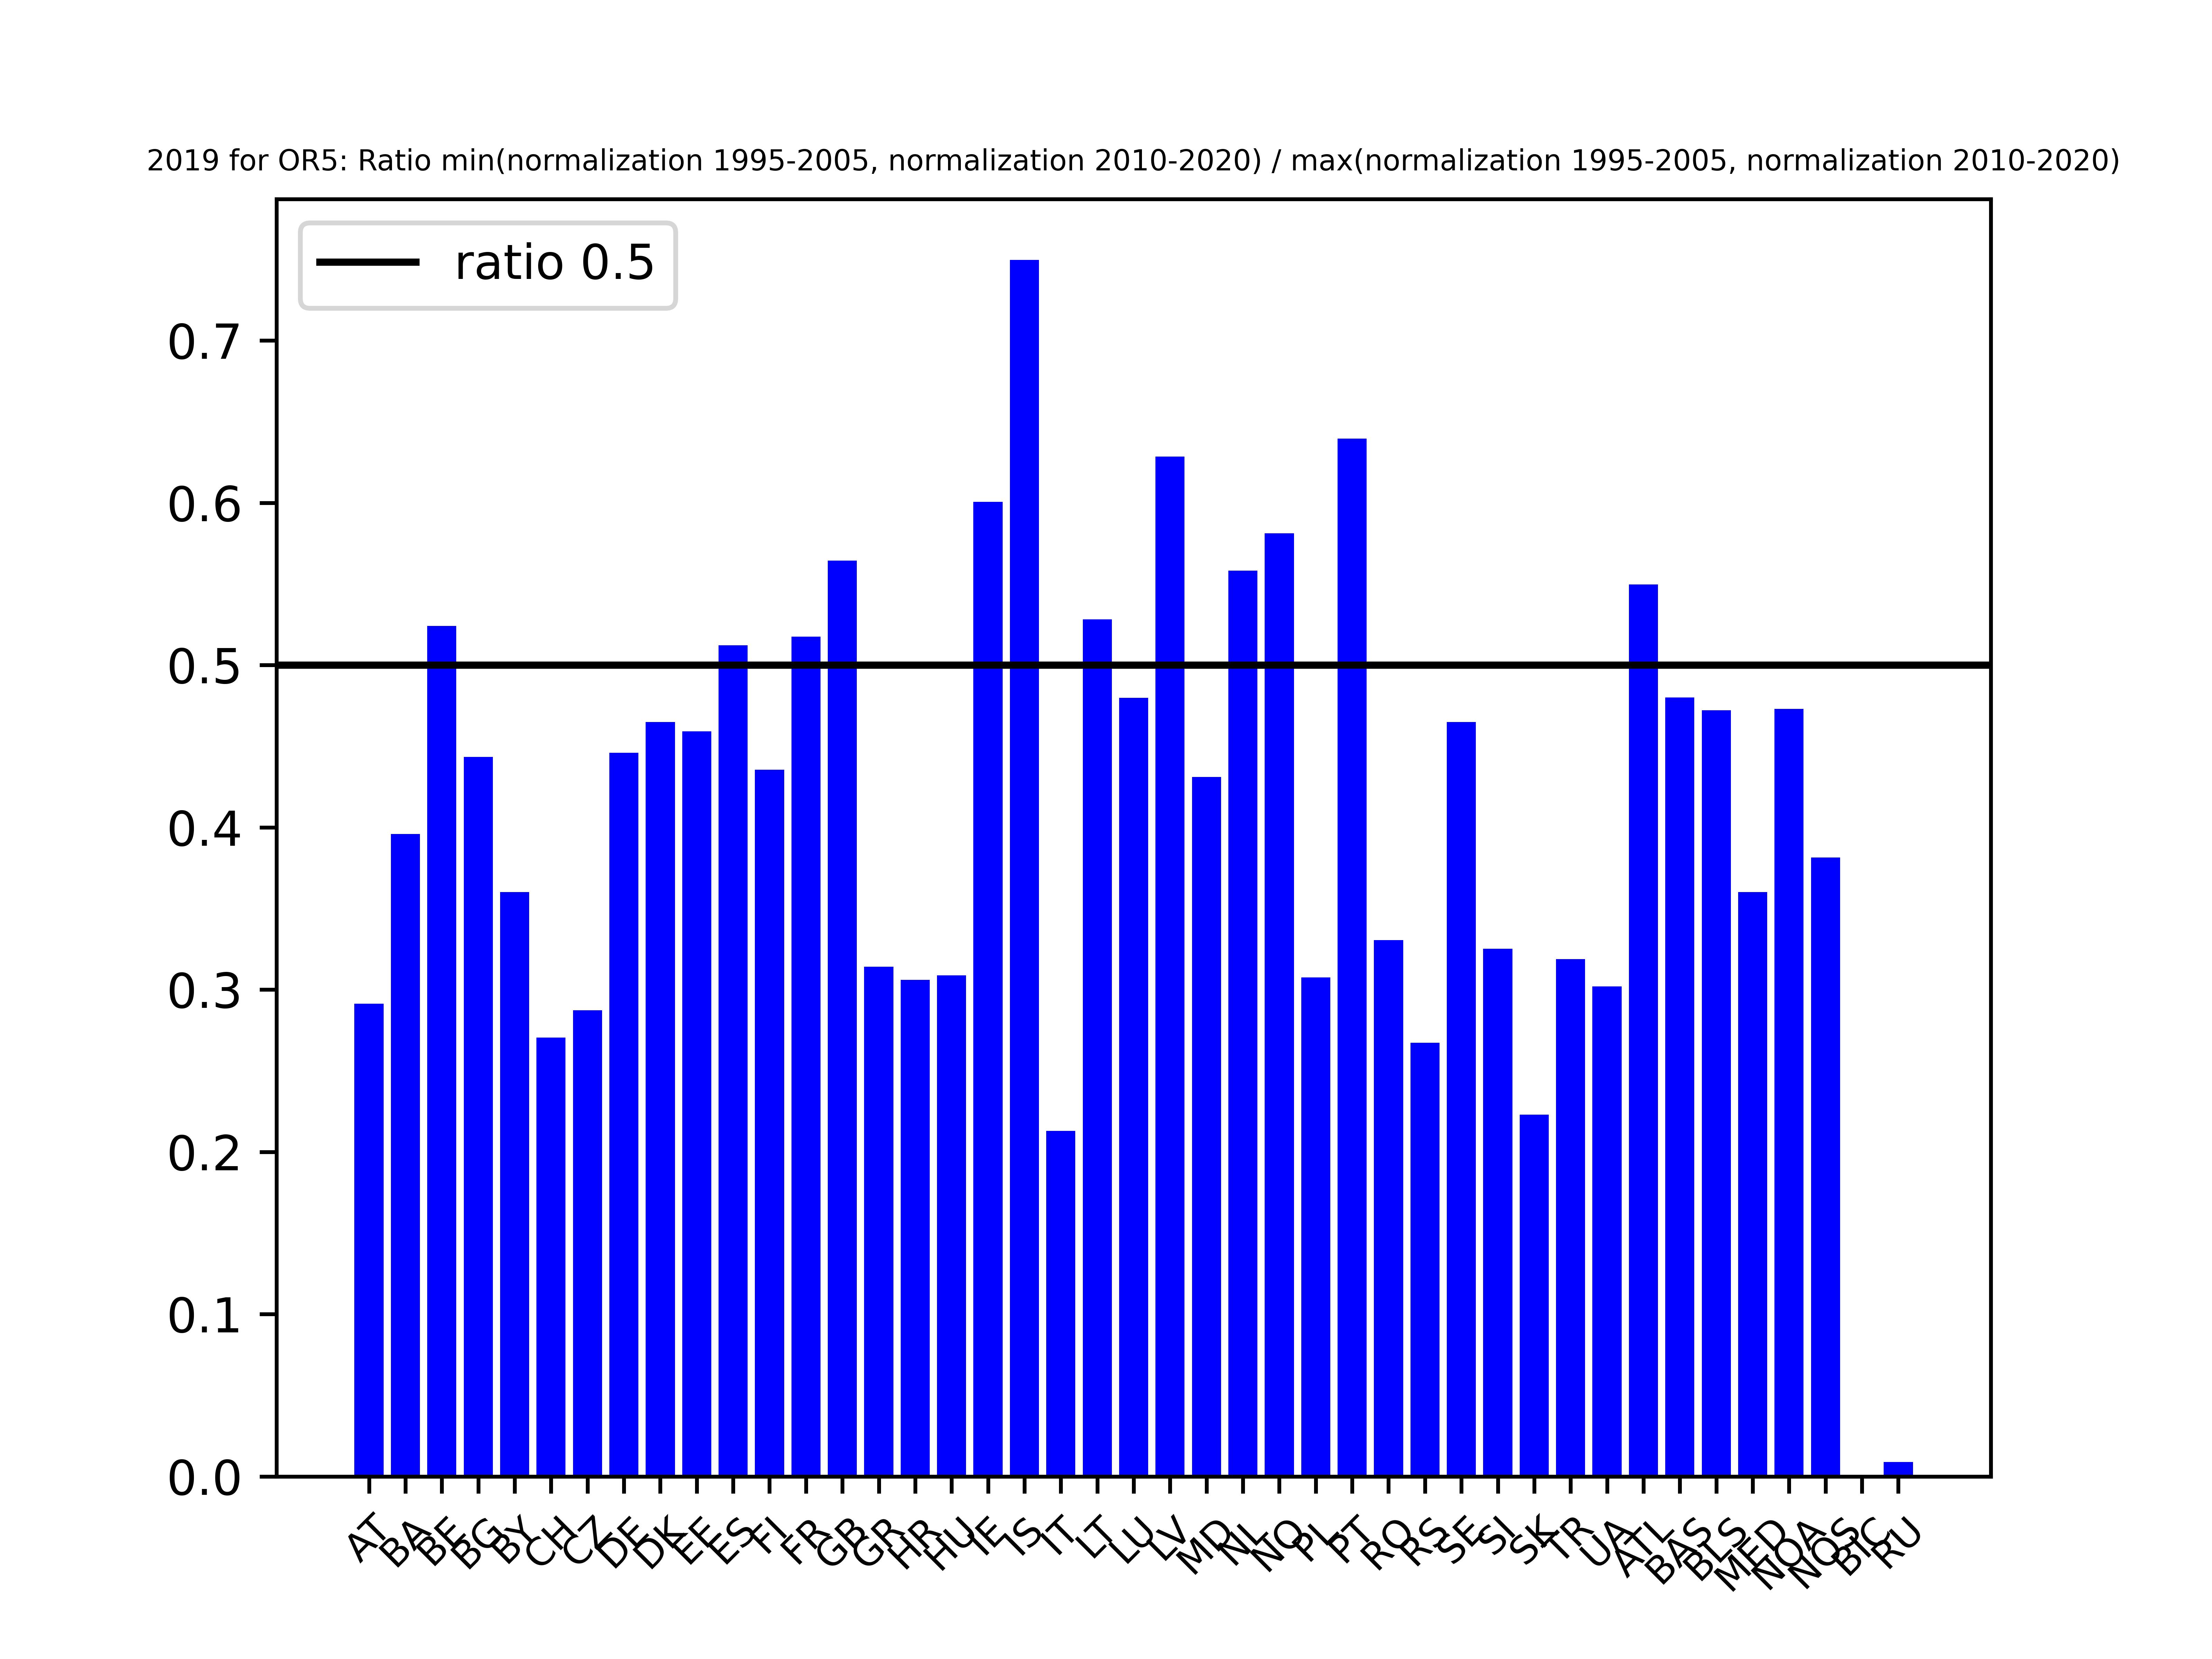 2019 for OR5: Ratio min(normalization 1995-2005, normalization 2010-2020) / max(normalization 1995-2005, normalization 2010-2020)
ratio 0.5
0.7
0.6
0.5
0.4
0.3
0.2
0.1
0.0
AT
BA
BE
BG
BY
CH
CZ
DE
DK
EE
ES
FI
FR
GB
GR
HR
HU
IE
IS
IT
LT
LU
LV
MD
NL
NO
PL
PT
RO
RS
SE
SI
SK
TR
UA
ATL
BAS
BLS
MED
NOA
NOS
BIC
RU